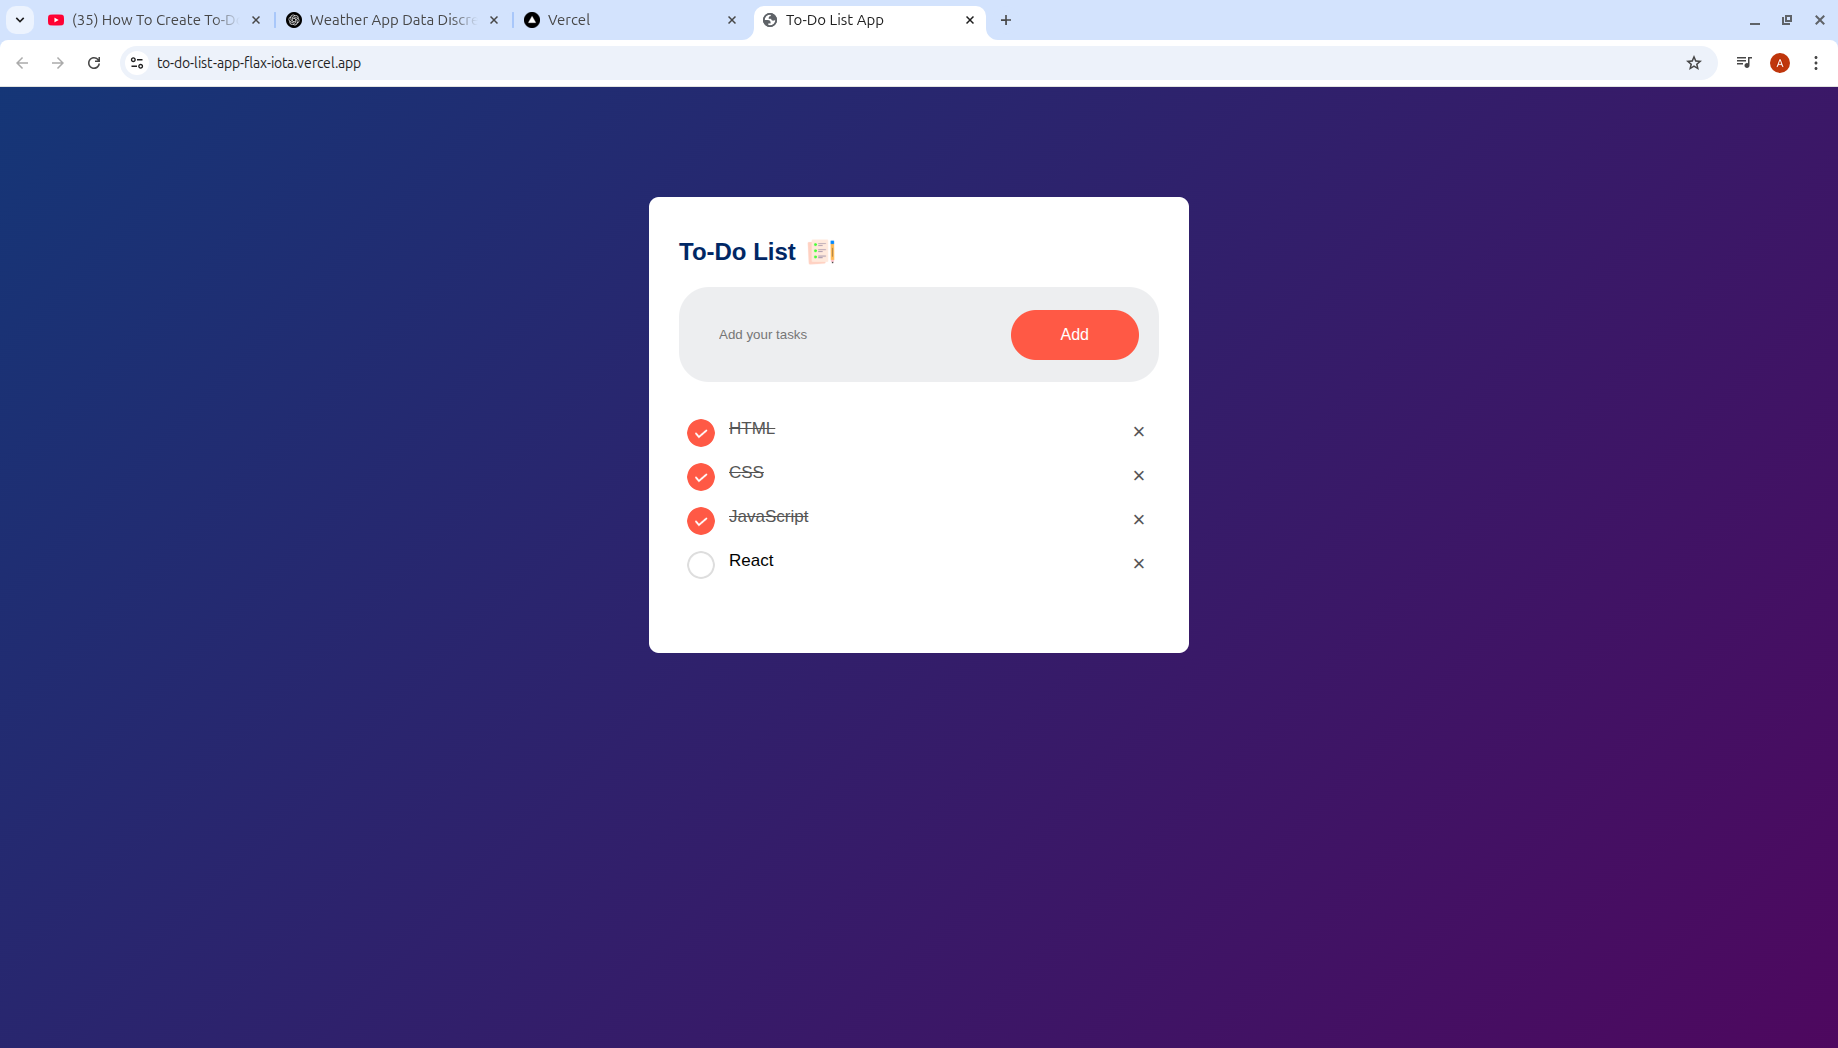 (35) How To Create To-D
Weather App Data Discre
Vercel
To-Do List App
to-do-list-app-flax-iota.vercel.app
A
To-Do List
Add your tasks
Add
HTML
CSS
JavaScript
React